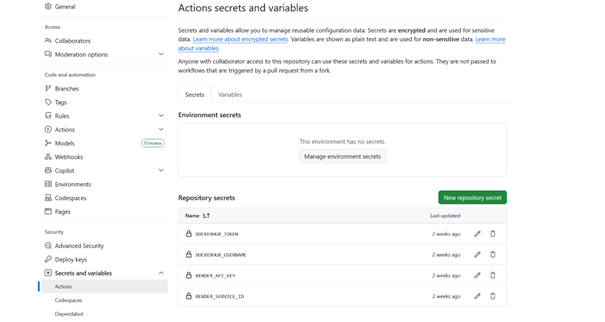 General
Access
Collaborators
Moderation options
Code and automation
Branches
Tags
Rules
Actions
Models
Preview
Webhooks
Copilot
Environments
Codespaces
Pages
Security
Advanced Security
Deploy keys
Secrets and variables
Actions
Codespaces
Dependabot
Actions secrets and variables
Secrets and variables allow you to manage reusable configuration data. Secrets are encrypted and are used for sensitive
data. Learn more about encrypted secrets. Variables are shown as plain text and are used for non-sensitive data. Learn more
about variables.
Anyone with collaborator access to this repository can use these secrets and variables for actions. They are not passed to
workflows that are triggered by a pull request from a fork.
Secrets Variables
Environment secrets
This environment has no secrets.
Manage environment secrets
Repository secrets
New repository secret
Name Last updated
DOCKERHUB_TOKEN 2 weeks ago
DOCKERHUB_USERNAME 2 weeks ago
RENDER_API_KEY 2 weeks ago
RENDER_SERVICE_ID 2 weeks ago